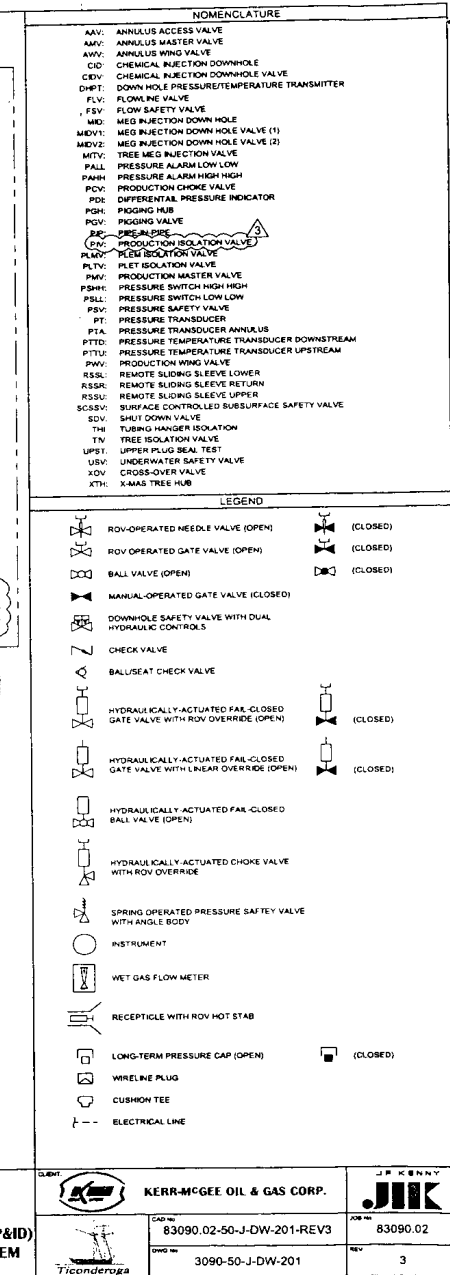 NOMENCLATURE
AAV: ANNULUS ACCESS VALVE
AMV: ANNULUS MASTER VALVE
AWV: ANNULUS WING VALVE
CID: CHEMICAL INJECTION DOWNHOLE
CIDV: CHEMICAL INJECTION DOWNHOLE VALVE
DHPT: DOWN HOLE PRESSURE/TEMPERATURE TRANSMITTER
FLV: FLOWLINE VALVE
FSV: FLOW SAFETY VALVE
MID: MEG INJECTION DOWN HOLE
MIDV1: MEG INJECTION DOWN HOLE VALVE (1)
MIDV2: MEG INJECTION DOWN HOLE VALVE (2)
MITV: TREE MEG INJECTION VALVE
PALL PRESSURE ALARM LOW LOW
PAHH PRESSURE ALARM HIGH HIGH
PCV: PRODUCTION CHOKE VALVE
PDI: DIFFERENTAIL PRESSURE INDICATOR
PGH: PIGGING HUB
PGV: PIGGING VALVE
PIP: PIPE-IN-PIPE
3
PIV: PRODUCTION ISOLATION VALVE
PLMV: PLEM ISOLATION VALVE
PLTV: PLET ISOLATION VALVE
PMV: PRODUCTION MASTER VALVE
PSHH: PRESSURE SWITCH HIGH HIGH
PSLL: PRESSURE SWITCH LOW LOW
PSV: PRESSURE SAFETY VALVE
PT: PRESSURE TRANSDUCER
PTA: PRESSURE TRANSDUCER ANNULUS
PTTD: PRESSURE TEMPERATURE TRANSDUCER DOWNSTREAM
PTTU: PRESSURE TEMPERATURE TRANSDUCER UPSTREAM
PWV: PRODUCTION WING VALVE
RSSL: REMOTE SLIDING SLEEVE LOWER
RSSR: REMOTE SLIDING SLEEVE RETURN
RSSU: REMOTE SLIDING SLEEVE UPPER
SCSSV: SURFACE CONTROLLED SUBSURFACE SAFETY VALVE
SDV: SHUT DOWN VALVE
THI TUBING HANGER ISOLATION
TIV TREE ISOLATION VALVE
UPST: UPPER PLUG SEAL TEST
USV: UNDERWATER SAFETY VALVE
XOV CROSS-OVER VALVE
XTH: X-MAS TREE HUB
LEGEND
ROV-OPERATED NEEDLE VALVE (OPEN) (CLOSED)
ROV OPERATED GATE VALVE (OPEN) (CLOSED)
BALL VALVE (OPEN) (CLOSED)
MANUAL-OPERATED GATE VALVE (CLOSED)
DOWNHOLE SAFETY VALVE WITH DUAL
HYDRAULIC CONTROLS
CHECK VALVE
BALL/SEAT CHECK VALVE
HYDRAULICALLY-ACTUATED FAIL-CLOSED
GATE VALVE WITH ROV OVERRIDE (OPEN) (CLOSED)
HYDRAULICALLY-ACTUATED FAIL-CLOSED
GATE VALVE WITH LINEAR OVERRIDE (OPEN) (CLOSED)
HYDRAULICALLY-ACTUATED FAIL-CLOSED
BALL VALVE (OPEN)
HYDRAULICALLY-ACTUATED CHOKE VALVE
WITH ROV OVERRIDE
SPRING OPERATED PRESSURE SAFTEY VALVE
WITH ANGLE BODY
INSTRUMENT
WET GAS FLOW METER
RECEPTICLE WITH ROV HOT STAB
LONG-TERM PRESSURE CAP (OPEN) (CLOSED)
WIRELINE PLUG
CUSHION TEE
ELECTRICAL LINE
CLIENT:
KERR-McGEE OIL & GAS CORP.
J P KENNY
JK
P&ID)
EM
Ticonderoga
CAD No
83090.02-50-J-DW-201-REV3
JOB No
83090.02
DWG No
3090-50-J-DW-201
REV
3